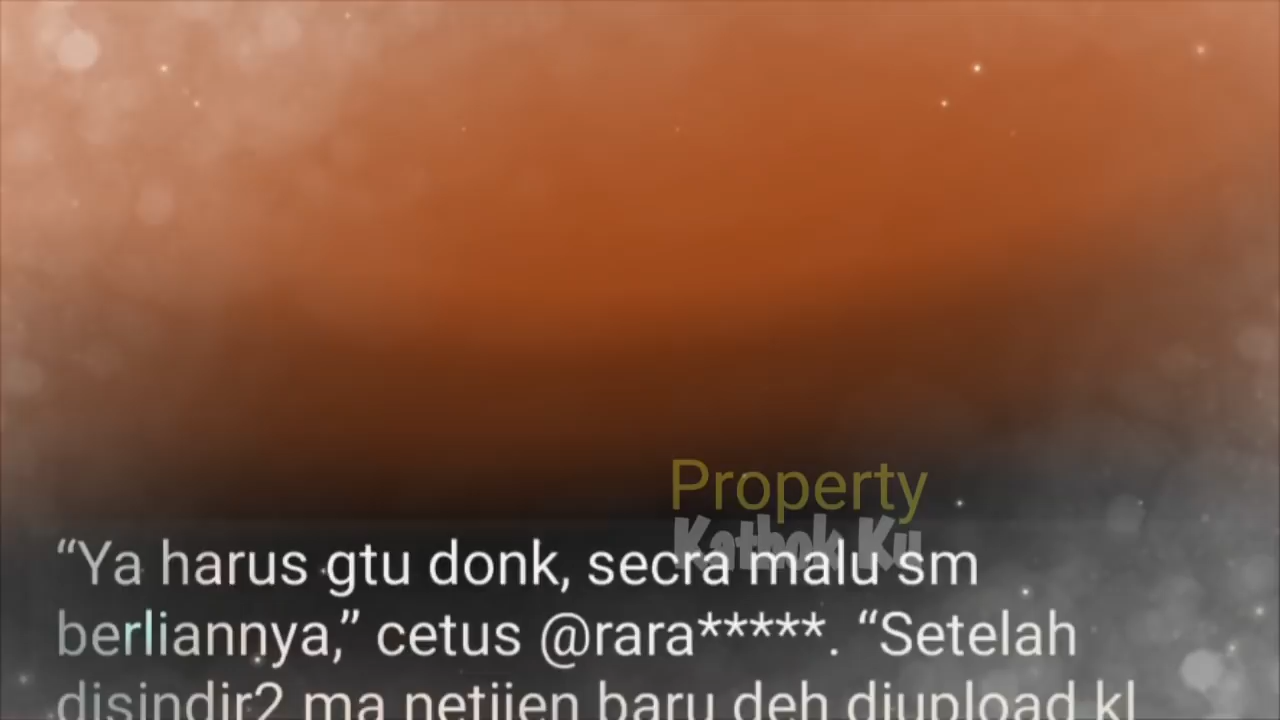 Property
Kathok Ku
“Ya harus gtu donk, secra malu sm
berliannya,” cetus @rara*****. “Setelah
disindir2 ma netijen baru deh diupload kl